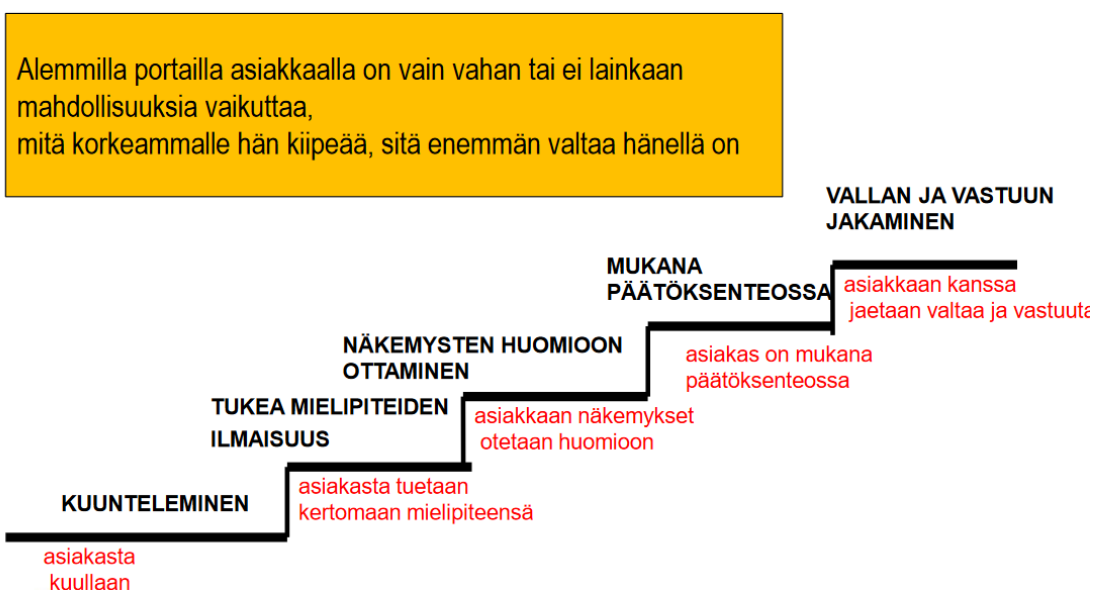 Alemmilla portailla asiakkaalla on vain vahan tai ei lainkaan
mahdollisuuksia vaikuttaa,
mitä korkeammalle hän kiipeää, sitä enemmän valtaa hänellä on
VALLAN JA VASTUUN
JAKAMINEN
asiakkaan kanssa
jaetaan valtaa ja vastuuta
MUKANA
PÄÄTÖKSENTEOSSA
asiakas on mukana
päätöksenteossa
NÄKEMYSTEN HUOMIOON
OTTAMINEN
asiakkaan näkemykset
otetaan huomioon
TUKEA MIELIPITEIDEN
ILMAISUUS
asiakasta tuetaan
kertomaan mielipiteensä
KUUNTELEMINEN
asiakasta
kuullaan